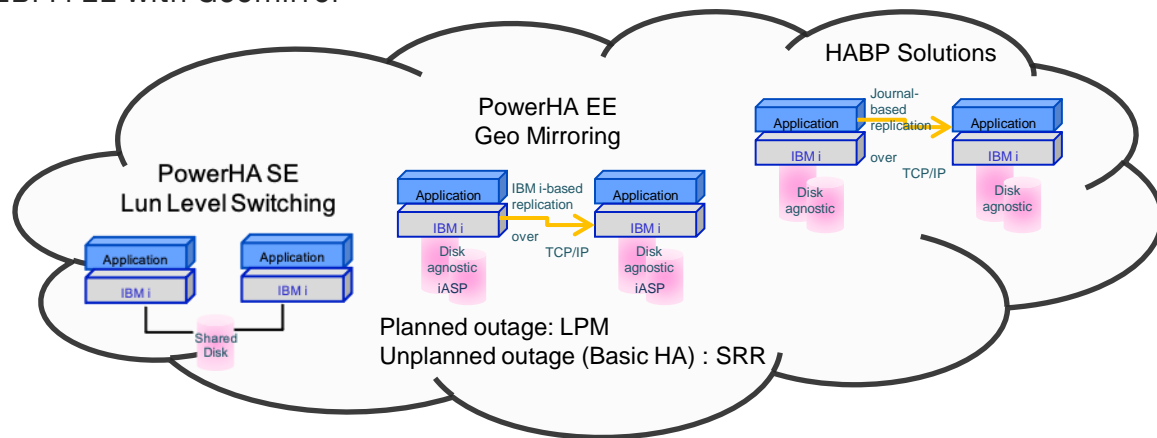 HABP Solutions
PowerHA EE
Geo Mirroring
PowerHA SE
Lun Level Switching
Application
IBM i
Application
IBM i
Shared
Disk
Application
IBM i
IBM i-based
replication
over
TCP/IP
Application
IBM i
Disk
agnostic
iASP
Disk
agnostic
iASP
Application
IBM i
Journal-
based
replication
over
TCP/IP
Application
IBM i
Disk
agnostic
Disk
agnostic
Planned outage: LPM
Unplanned outage (Basic HA) : SRR